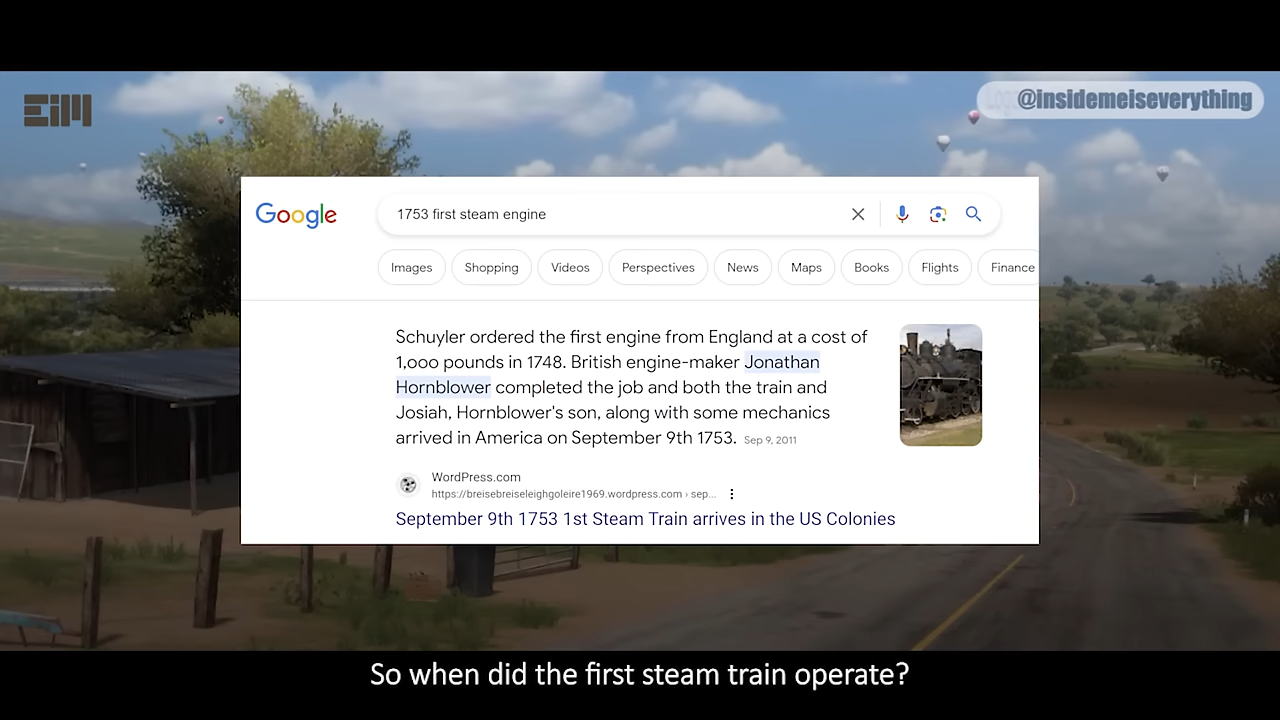 EiM
@insidemeiseverything
Google
1753 first steam engine
Images
Shopping
Videos
Perspectives
News
Maps
Books
Flights
Finance
Schuyler ordered the first engine from England at a cost of
1,ooo pounds in 1748. British engine-maker Jonathan
Hornblower completed the job and both the train and
Josiah, Hornblower's son, along with some mechanics
arrived in America on September 9th 1753. Sep 9, 2011
WordPress.com
https://breisebreiseleighgoleire1969.wordpress.com › sep...
September 9th 1753 1st Steam Train arrives in the US Colonies
So when did the first steam train operate?